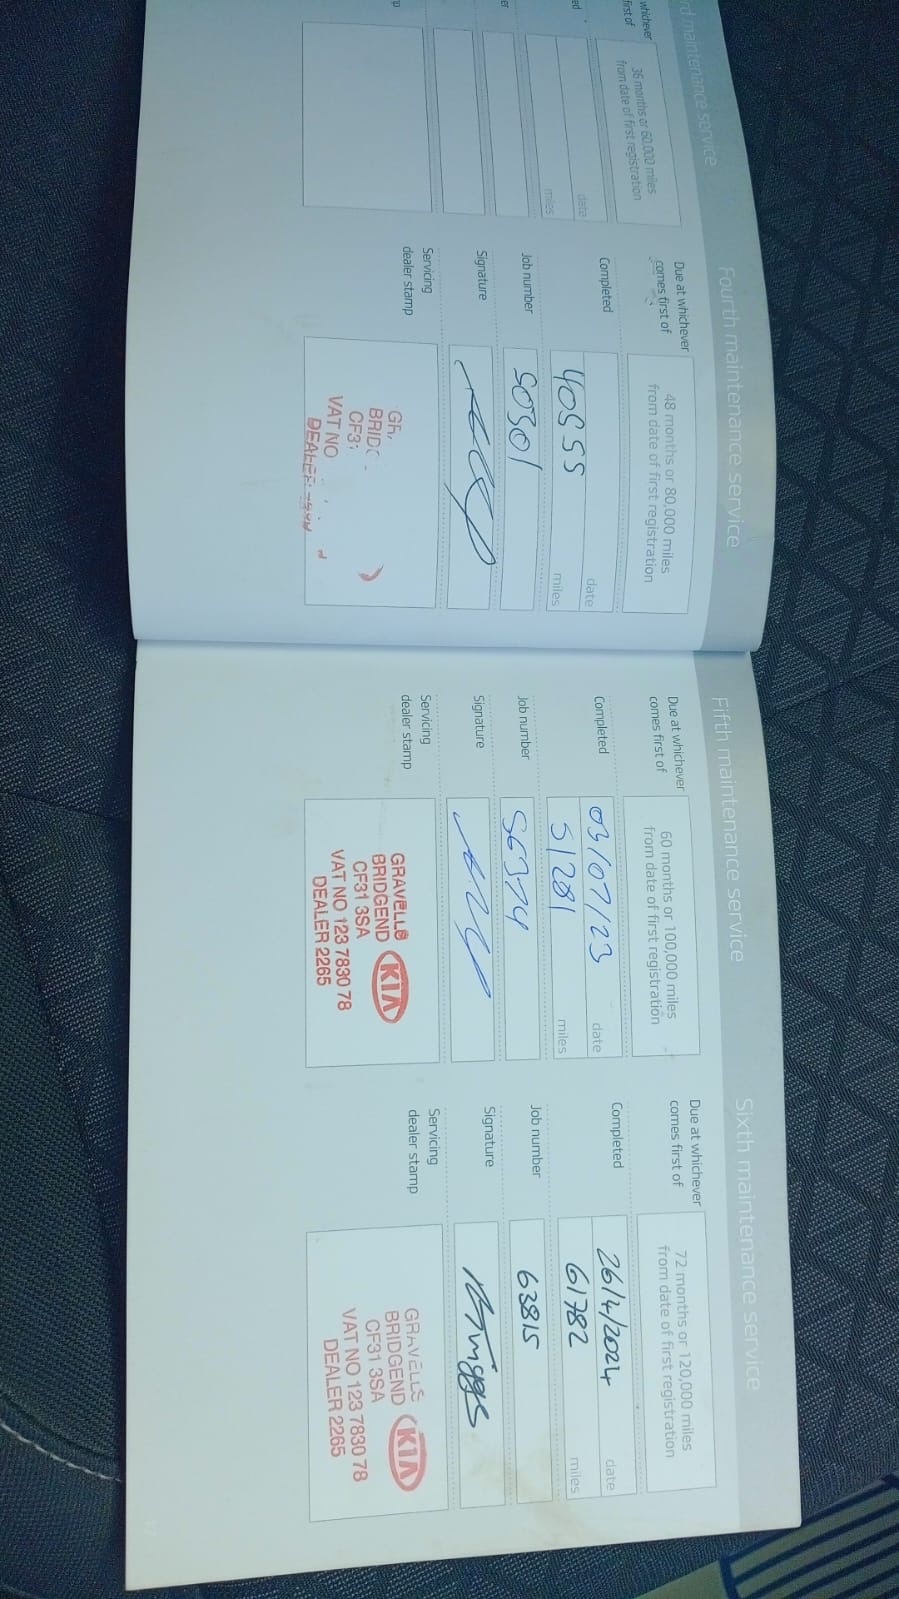 rd maintenance service
whichever
first of
36 months or 60,000 miles
from date of first registration
ed
date
miles
er
Fourth maintenance service
Due at whichever
comes first of
48 months or 80,000 miles
from date of first registration
Completed
date
40555
miles
Job number
50301
Signature
Servicing
dealer stamp
BRIDG
CF3
VAT NO
DEALER
Fifth maintenance service
Due at whichever
comes first of
60 months or 100,000 miles
from date of first registration
Completed
03/07/23
date
51281
miles
Job number
56374
Signature
Servicing
dealer stamp
GRAVELLS
BRIDGEND
KIA
CF31 3SA
VAT NO 123 7830 78
DEALER 2265
Sixth maintenance service
Due at whichever
comes first of
72 months or 120,000 miles
from date of first registration
Completed
26/4/2024
date
61782
miles
Job number
63815
Signature
Servicing
dealer stamp
GRAVELLS
BRIDGEND
KIA
CF31 3SA
VAT NO 123 7830 78
DEALER 2265
17